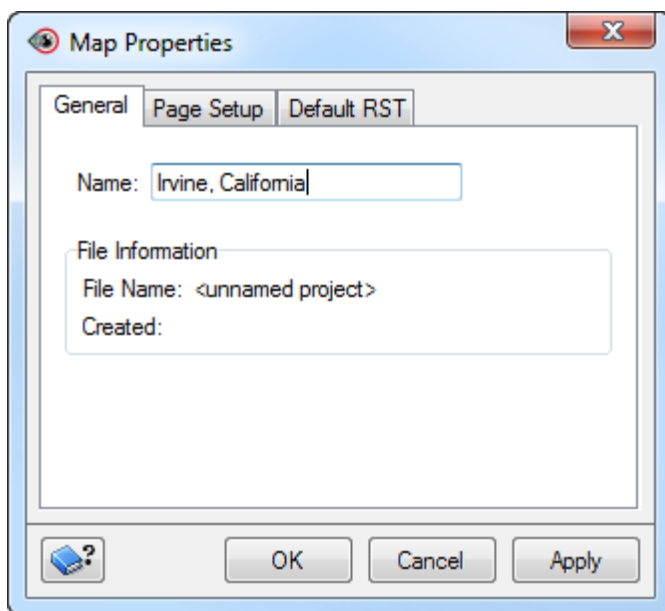 Map Properties
General Page Setup Default RST
Name: Irvine, California
File Information
File Name: <unnamed project>
Created:
? OK Cancel Apply